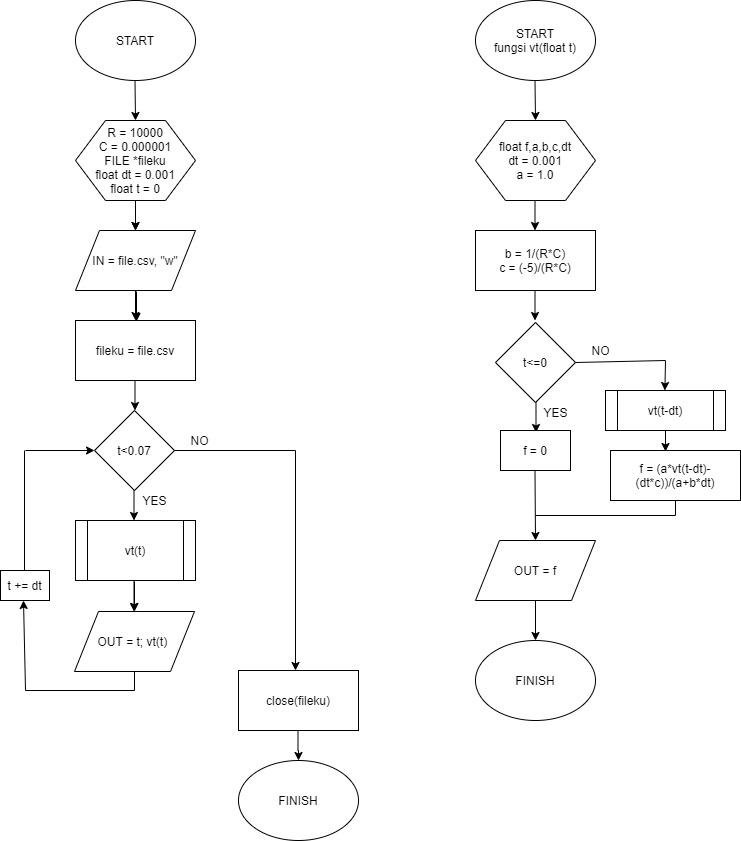 START
R = 10000
C = 0.000001
FILE *fileku
float dt = 0.001
float t = 0
IN = file.csv, "w"
fileku = file.csv
t<0.07
NO
YES
vt(t)
t += dt
OUT = t; vt(t)
close(fileku)
FINISH
START
fungsi vt(float t)
float f,a,b,c,dt
dt = 0.001
a = 1.0
b = 1/(R*C)
c = (-5)/(R*C)
t<=0
NO
YES
vt(t-dt)
f = 0
f = (a*vt(t-dt)-
(dt*c))/(a+b*dt)
OUT = f
FINISH